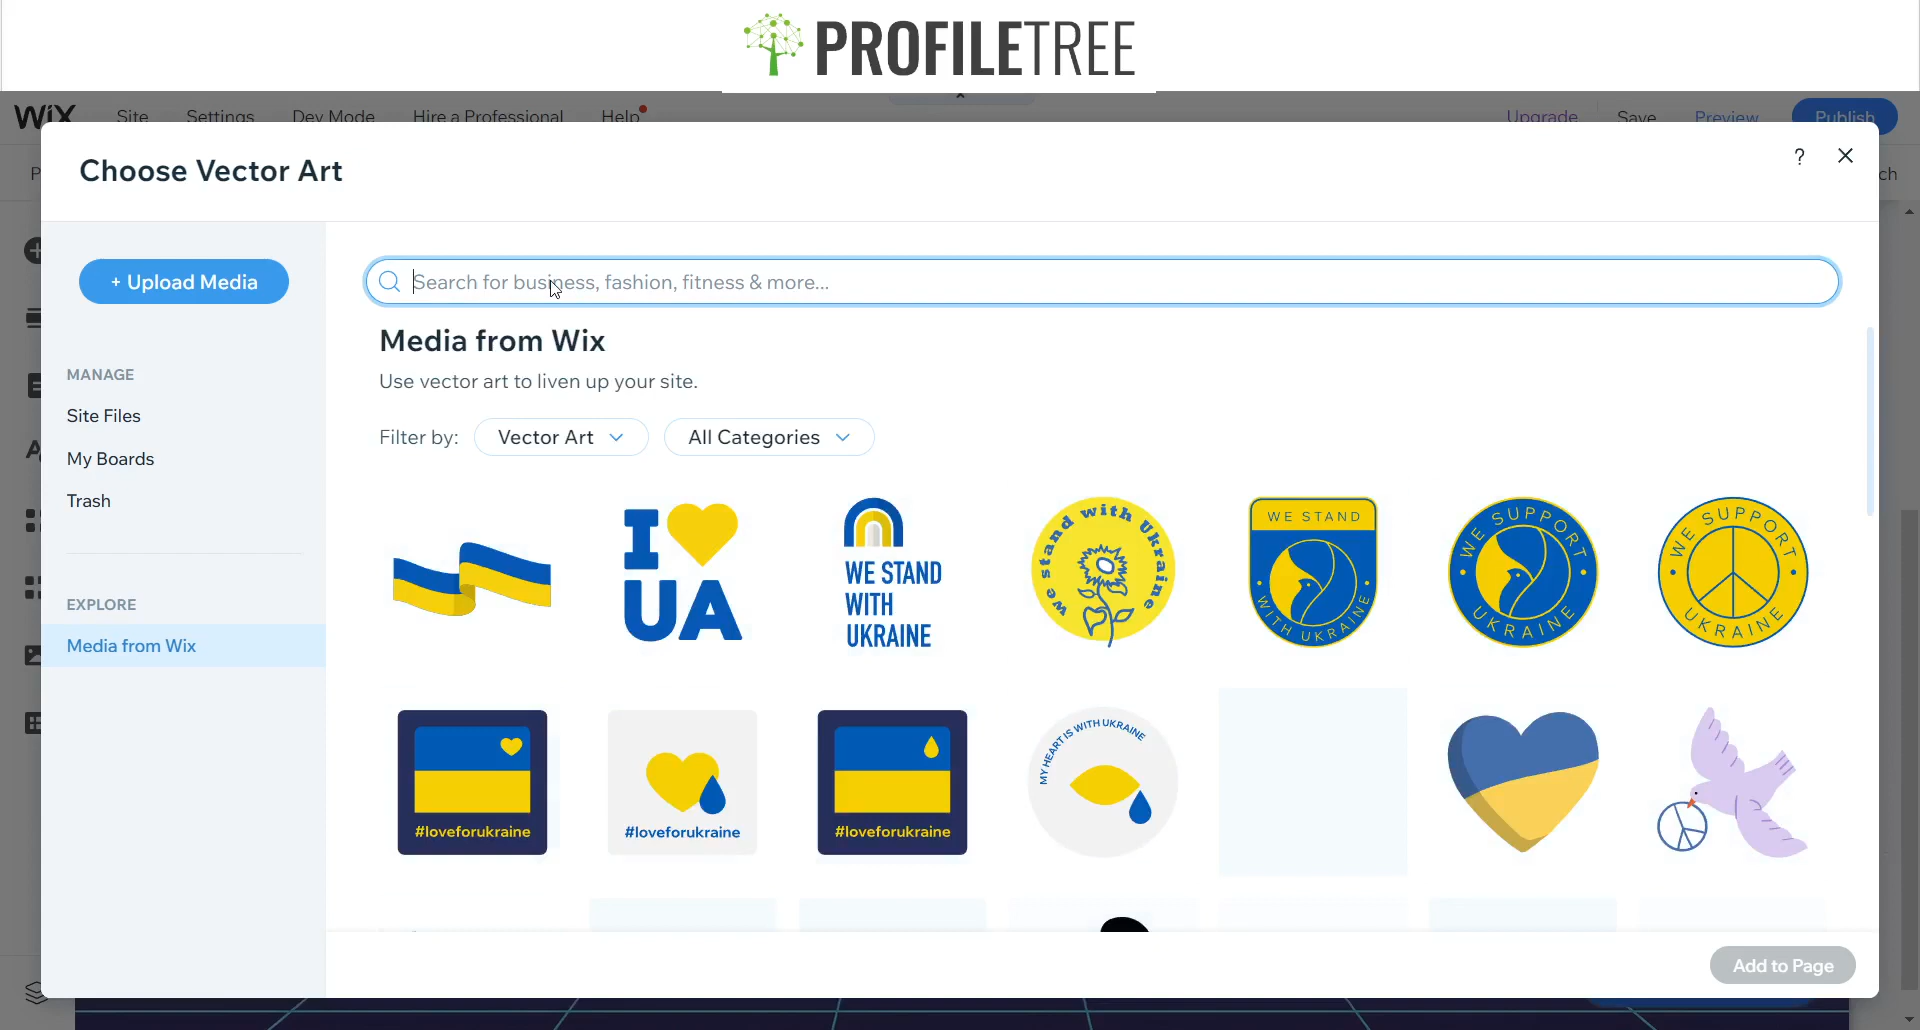 PROFILETREE
WiX Site Settings Dev Mode Hire a Professional Help Upgrade Save Preview Publish
Choose Vector Art
?
P
ch
+ Upload Media
Search for business, fashion, fitness & more...
MANAGE
Site Files
My Boards
Trash
EXPLORE
Media from Wix
Media from Wix
Use vector art to liven up your site.
Filter by: Vector Art All Categories
I
UA
WE STAND
WITH
UKRAINE
we stand with Ukraine
WE STAND
WITH UKRAINE
WE SUPPORT
UKRAINE
WE SUPPORT
UKRAINE
#loveforukraine
#loveforukraine
#loveforukraine
MY HEART IS WITH UKRAINE
Add to Page